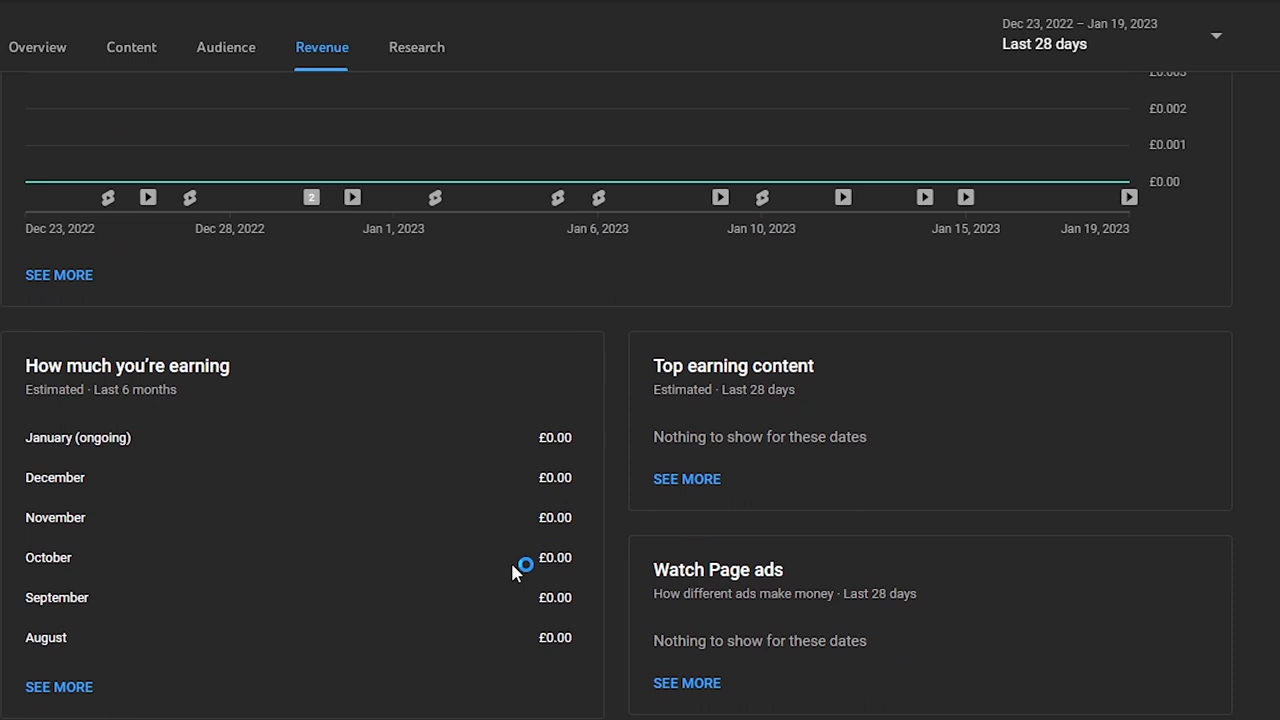 Dec 23, 2022 – Jan 19, 2023
Overview Content Audience Revenue Research
Last 28 days
£0.003
£0.002
£0.001
£0.00
2
Dec 23, 2022 Dec 28, 2022 Jan 1, 2023 Jan 6, 2023 Jan 10, 2023 Jan 15, 2023 Jan 19, 2023
SEE MORE
How much you’re earning
Estimated · Last 6 months
January (ongoing) £0.00
December £0.00
November £0.00
October £0.00
September £0.00
August £0.00
SEE MORE
Top earning content
Estimated · Last 28 days
Nothing to show for these dates
SEE MORE
Watch Page ads
How different ads make money · Last 28 days
Nothing to show for these dates
SEE MORE